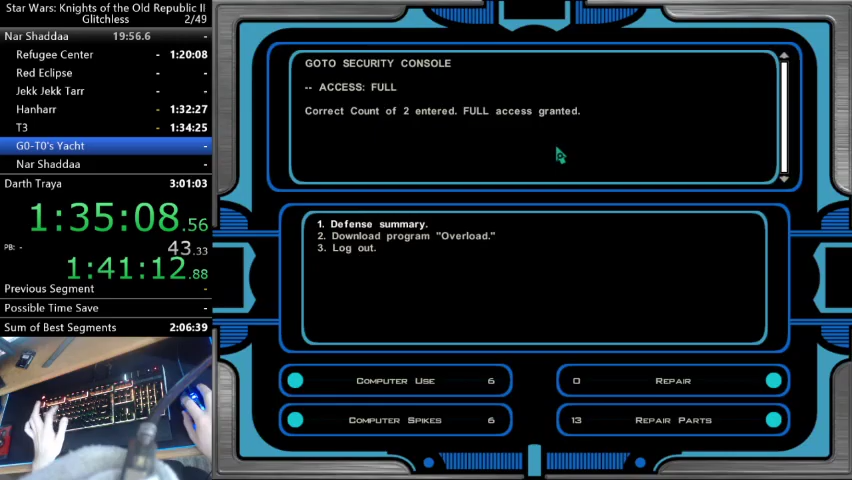 Star Wars: Knights of the Old Republic II
Glitchless 2/49
Nar Shaddaa 19:56.6 -
Refugee Center - 1:20:08
Red Eclipse - -
Jekk Jekk Tarr - -
Hanharr - 1:32:27
T3 - 1:34:25
G0-T0's Yacht -
Nar Shaddaa -
Darth Traya 3:01:03
1:35:08.56
PB: - 43.33
1:41:12.88
Previous Segment -
Possible Time Save -
Sum of Best Segments 2:06:39
GOTO SECURITY CONSOLE
-- ACCESS: FULL
Correct Count of 2 entered. FULL access granted.
1. Defense summary.
2. Download program "Overload."
3. Log out.
COMPUTER USE 6
0 REPAIR
COMPUTER SPIKES 6
13 REPAIR PARTS